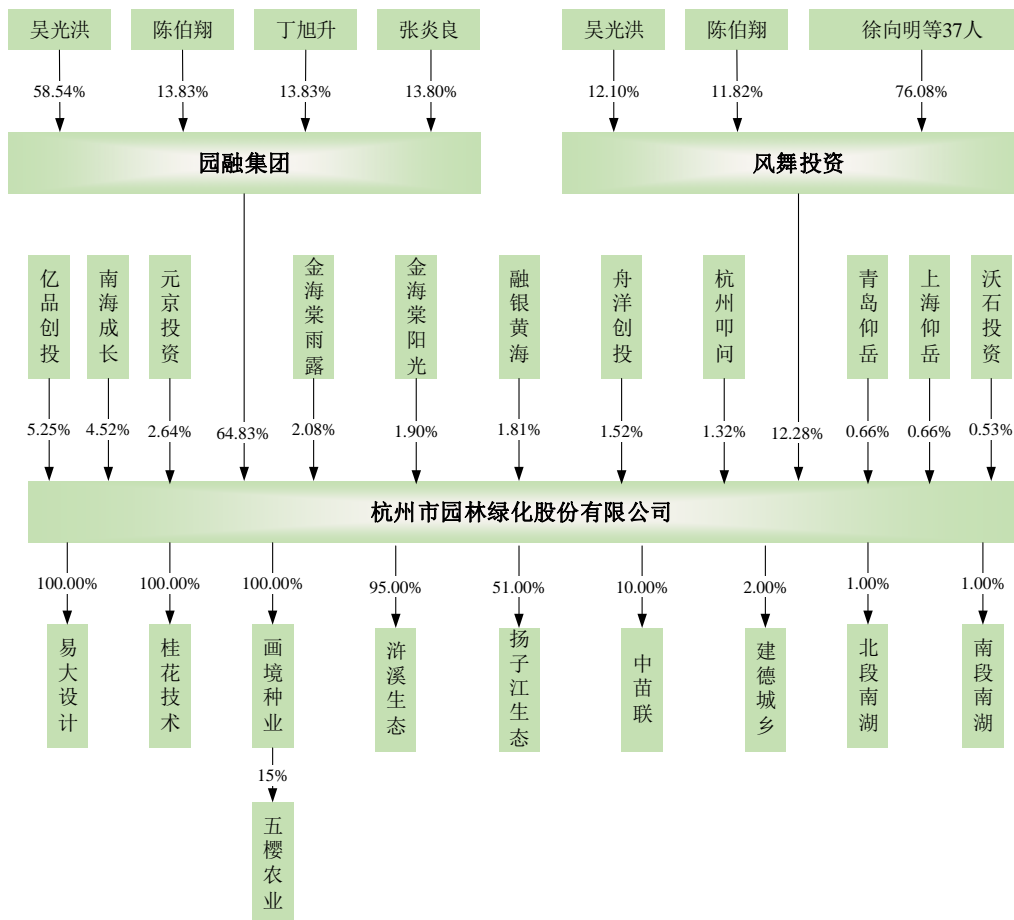 吴光洪
陈伯翔
丁旭升
张炎良
吴光洪
陈伯翔
徐向明等37人
58.54%
13.83%
13.83%
13.80%
12.10%
11.82%
76.08%
园融集团
风舞投资
亿品创投
南海成长
元京投资
金海棠雨露
金海棠阳光
融银黄海
舟洋创投
杭州叩问
青岛仰岳
上海仰岳
沃石投资
5.25%
4.52%
2.64%
64.83%
2.08%
1.90%
1.81%
1.52%
1.32%
12.28%
0.66%
0.66%
0.53%
杭州市园林绿化股份有限公司
100.00%
100.00%
100.00%
95.00%
51.00%
10.00%
2.00%
1.00%
1.00%
易大设计
桂花技术
画境种业
浒溪生态
扬子江生态
中苗联
建德城乡
北段南湖
南段南湖
15%
五樱农业